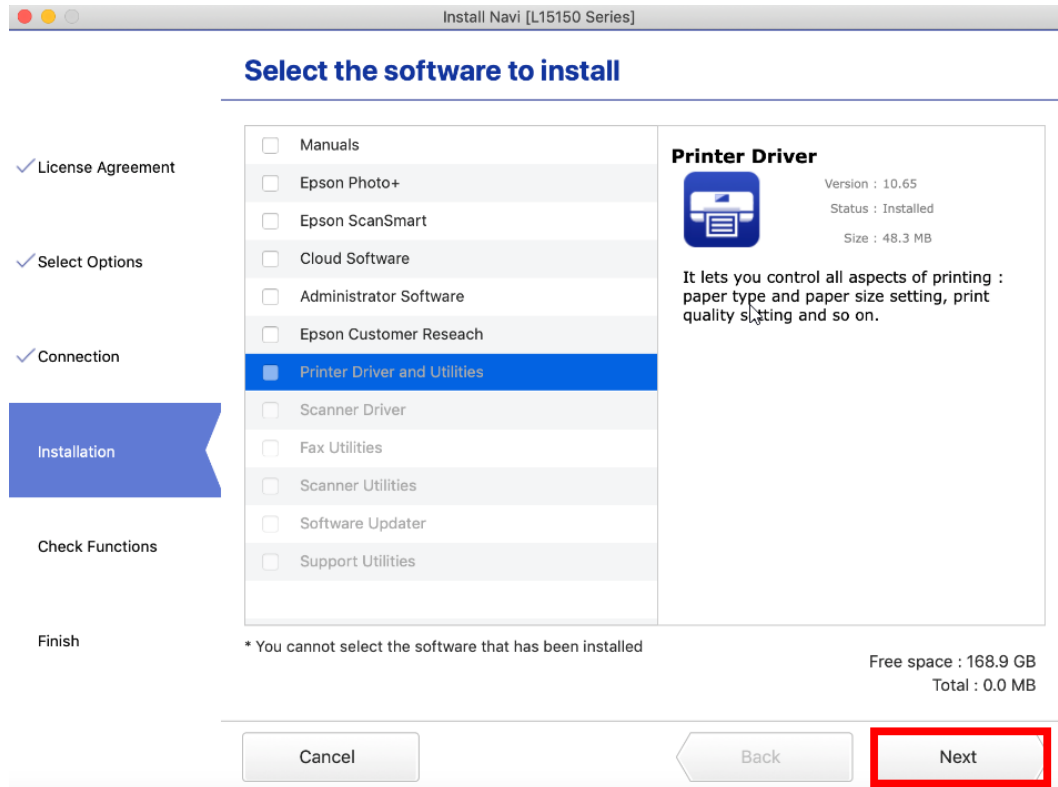 Install Navi [L15150 Series]
Select the software to install
License Agreement
Select Options
Connection
Installation
Check Functions
Finish
Manuals
Epson Photo+
Epson ScanSmart
Cloud Software
Administrator Software
Epson Customer Reseach
Printer Driver and Utilities
Scanner Driver
Fax Utilities
Scanner Utilities
Software Updater
Support Utilities
Printer Driver
Version : 10.65
Status : Installed
Size : 48.3 MB
It lets you control all aspects of printing :
paper type and paper size setting, print
quality setting and so on.
* You cannot select the software that has been installed
Free space : 168.9 GB
Total : 0.0 MB
Cancel
Back
Next